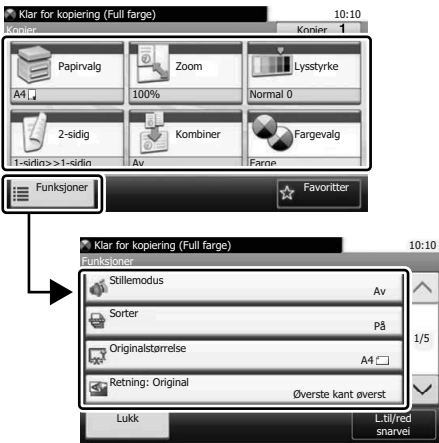 Klar for kopiering (Full farge) 10:10
Kopier Kopier 1
Papirvalg Zoom Lysstyrke
A4 100% Normal 0
2-sidig Kombiner Fargevalg
1-sidig>>1-sidig Av Farge
Funksjoner Favoritter
Klar for kopiering (Full farge) 10:10
Funksjoner
Stillemodus
Av
Sorter
På
1/5
Originalstørrelse
A4
Retning: Original
Øverste kant øverst
Lukk L.til/red
snarvei